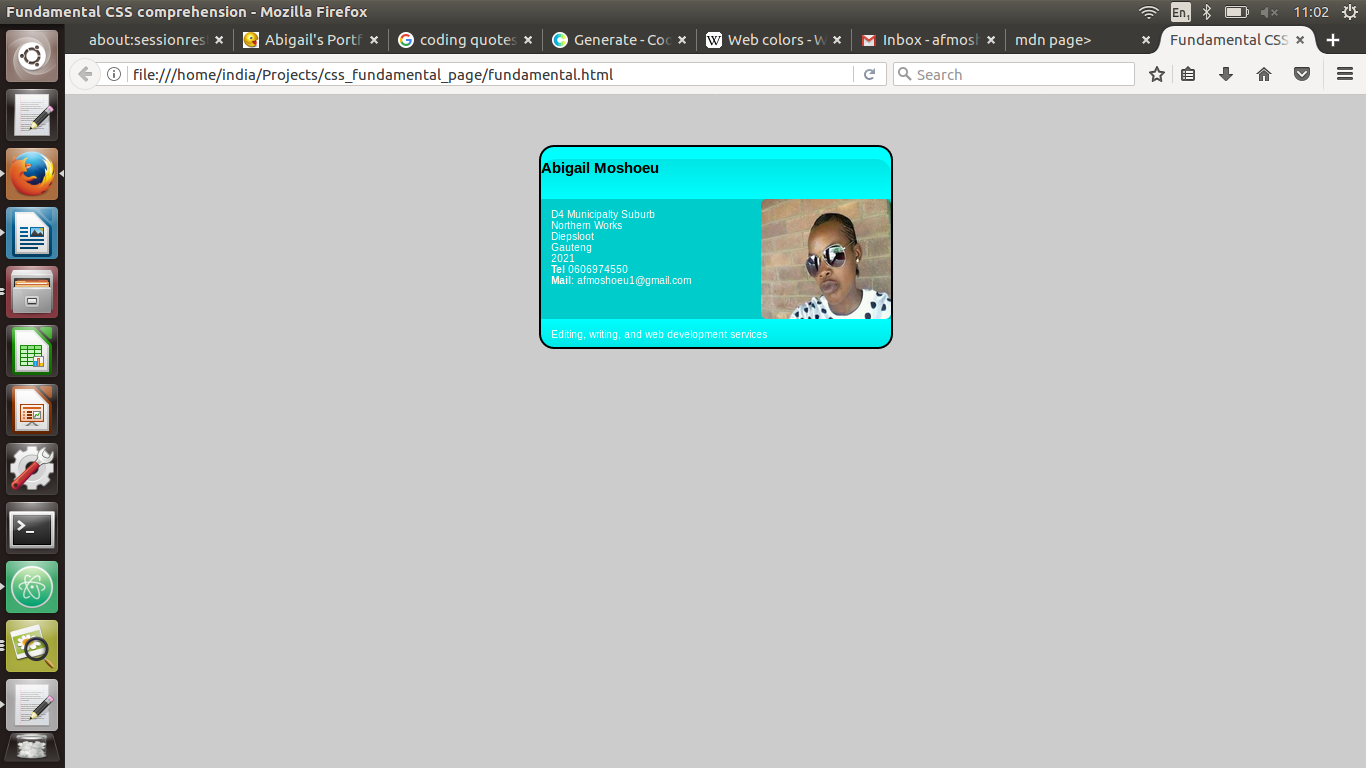 Fundamental CSS comprehension - Mozilla Firefox
En1
11:02
about:sessionres
Abigail's Portf
coding quotes
Generate - Coo
Web colors - W
Inbox - afmosh
mdn page>
Fundamental CSS
file:///home/india/Projects/css_fundamental_page/fundamental.html
Search
Abigail Moshoeu
D4 Municipalty Suburb
Northern Works
Diepsloot
Gauteng
2021
Tel 0606974550
Mail: afmoshoeu1@gmail.com
Editing, writing, and web development services